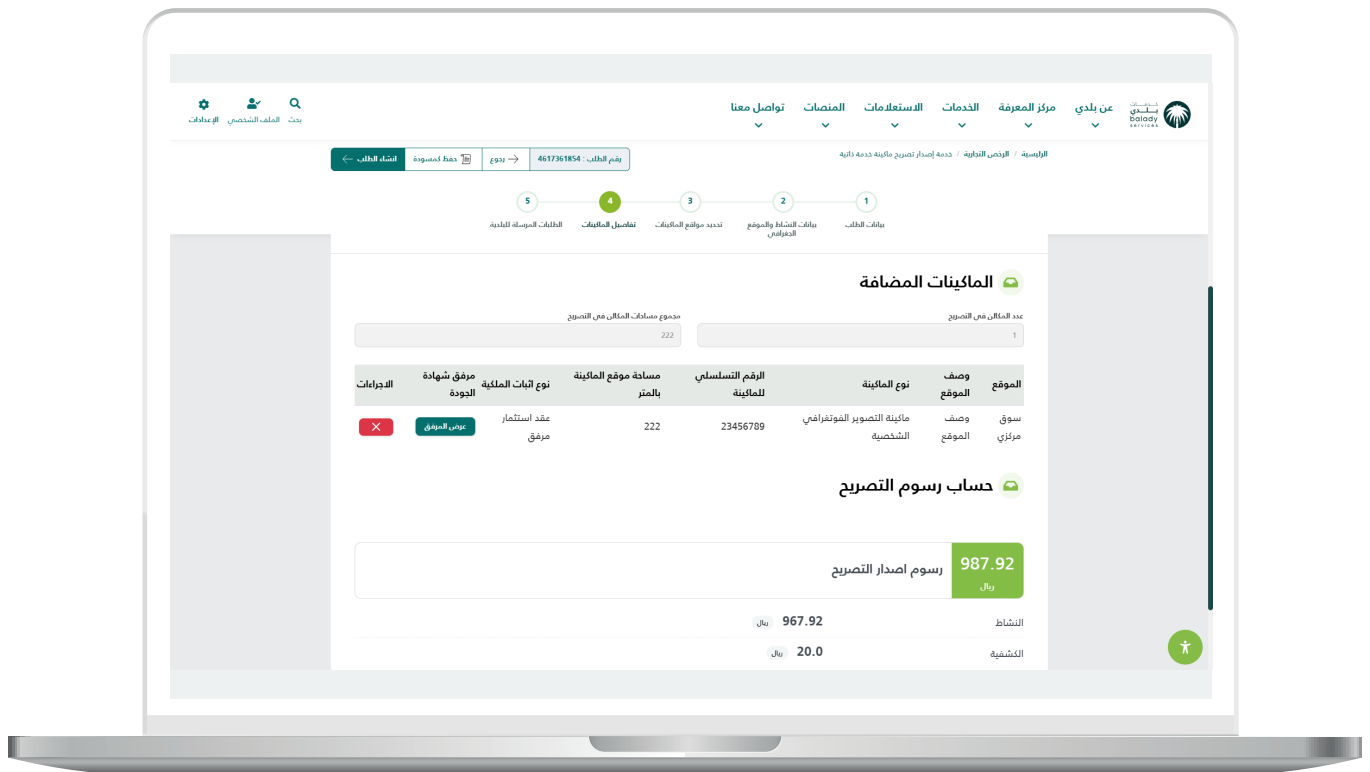 خدمات
بلدي
balady
services
عن بلدي
مركز المعرفة
الخدمات
الاستعلامات
المنصات
تواصل معنا
بحث
الملف الشخصي
الإعدادات
الرئيسية / الرخص التجارية / خدمة إصدار تصريح ماكينة خدمة ذاتية
رقم الطلب : 4617361854
رجوع
حفظ كمسودة
انشاء الطلب
1
2
3
4
5
بيانات الطلب
بيانات النشاط والموقع
الجغرافي
تحديد مواقع الماكينات
تفاصيل الماكينات
الطلبات المرسلة للبلدية
الماكينات المضافة
عدد المكائن في التصريح
1
مجموع مساحات المكائن في التصريح
222
الموقع
وصف
الموقع
نوع الماكينة
الرقم التسلسلي
للماكينة
مساحة موقع الماكينة
بالمتر
نوع اثبات الملكية
مرفق شهادة
الجودة
الاجراءات
سوق
مركزي
وصف
الموقع
ماكينة التصوير الفوتغرافي
الشخصية
23456789
222
عقد استثمار
مرفق
عرض المرفق
حساب رسوم التصريح
987.92
ريال
رسوم اصدار التصريح
النشاط
967.92 ريال
الكشفية
20.0 ريال